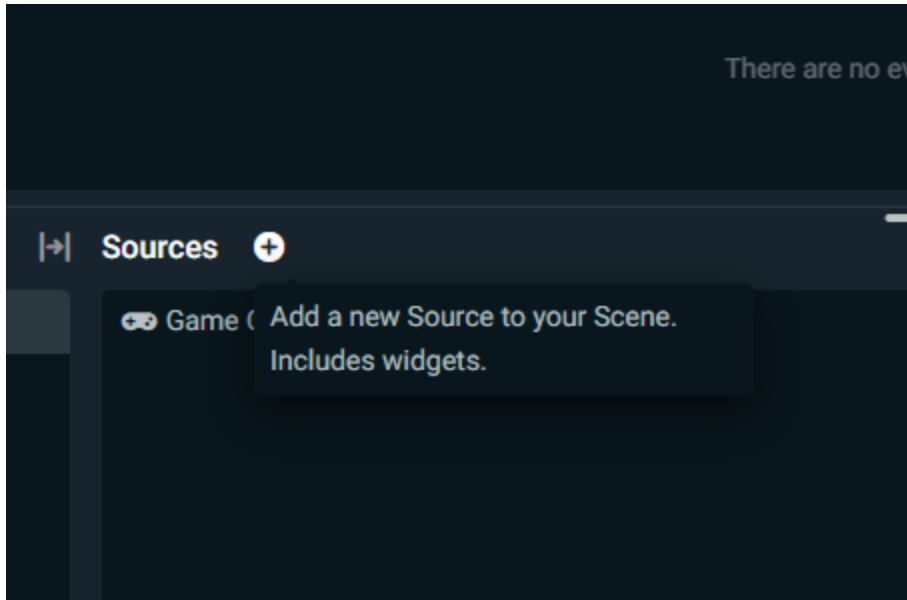 There are no
Sources
Game
Add a new Source to your Scene.
Includes widgets.